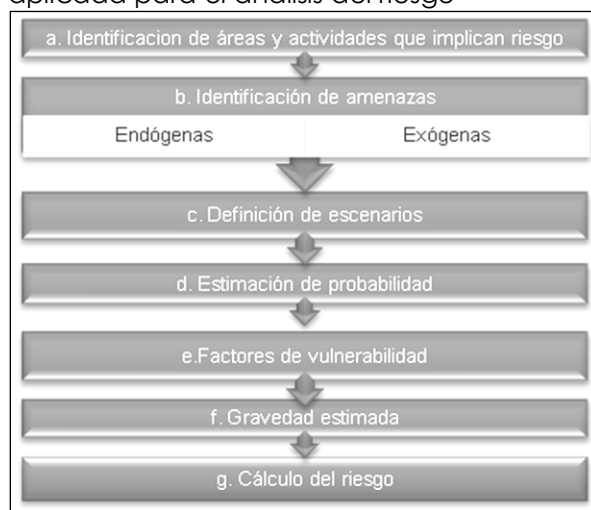 aplicada para el análisis del riesgo
a. Identificacion de áreas y actividades que implican riesgo
b. Identificación de amenazas
Endógenas Exógenas
c. Definición de escenarios
d. Estimación de probabilidad
e.Factores de vulnerabilidad
f. Gravedad estimada
g. Cálculo del riesgo